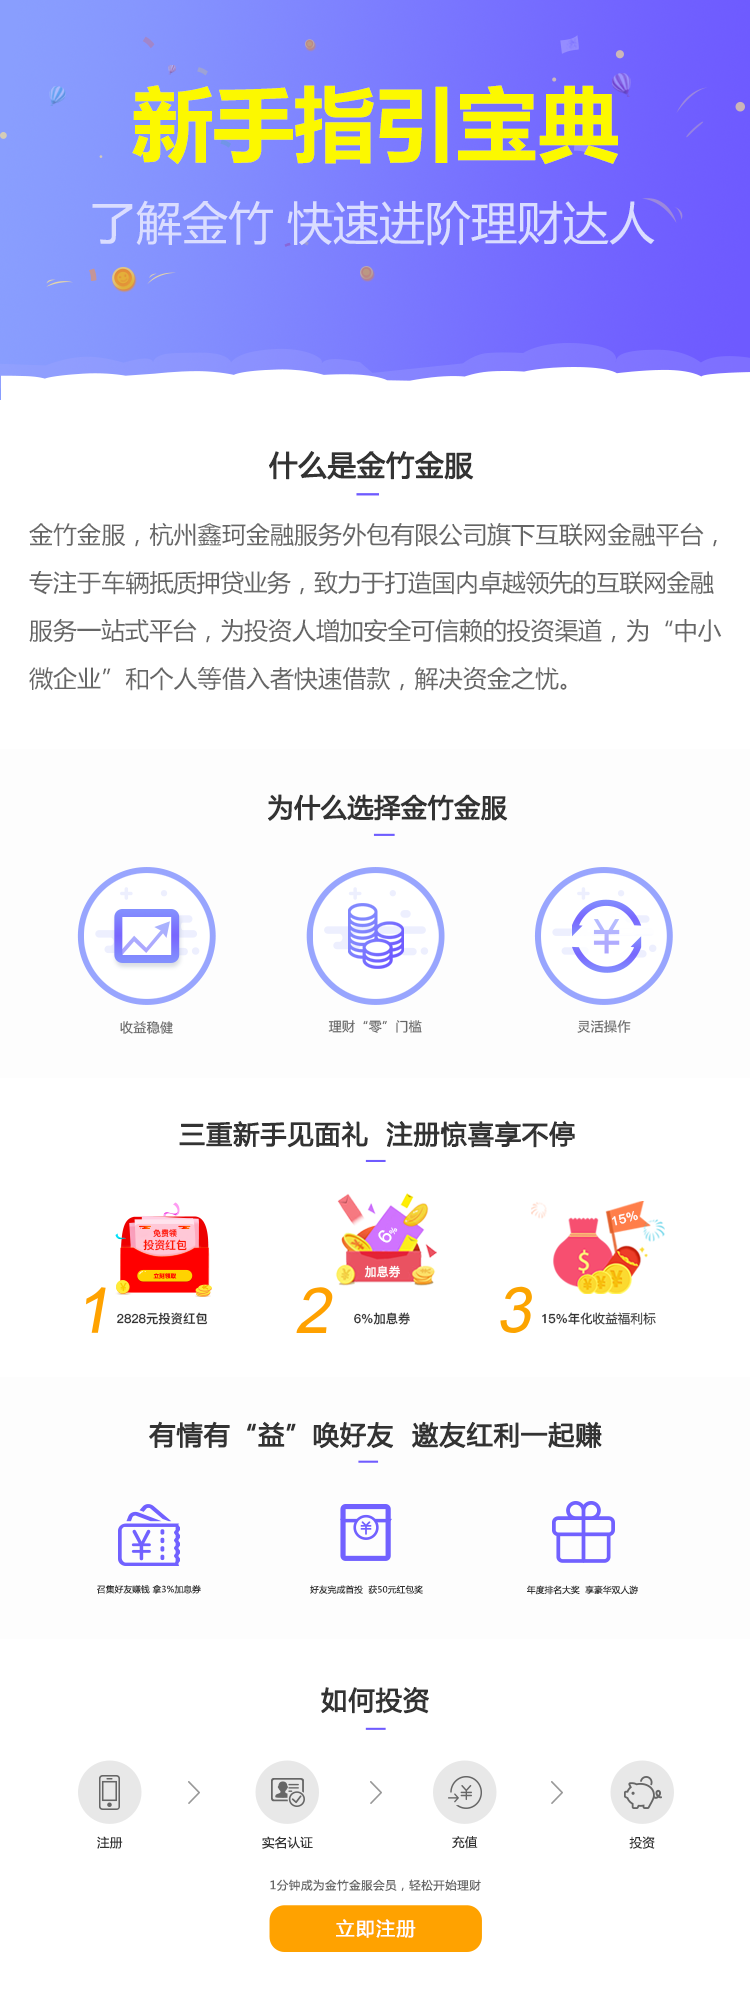 新手指引宝典
了解金竹 快速进阶理财达人
什么是金竹金服
金竹金服，杭州鑫珂金融服务外包有限公司旗下互联网金融平台，
专注于车辆抵质押贷业务，致力于打造国内卓越领先的互联网金融
服务一站式平台，为投资人增加安全可信赖的投资渠道，为“中小
微企业”和个人等借入者快速借款，解决资金之忧。
为什么选择金竹金服
收益稳健
理财“零”门槛
灵活操作
三重新手见面礼 注册惊喜享不停
免费领
投资红包
立即领取
6%
加息券
15%
1 2828元投资红包
2 6%加息券
3 15%年化收益福利标
有情有“益”唤好友 邀友红利一起赚
召集好友赚钱 拿3%加息券
好友完成首投 获50元红包奖
年度排名大奖 享豪华双人游
如何投资
注册
实名认证
充值
投资
1分钟成为金竹金服会员，轻松开始理财
立即注册